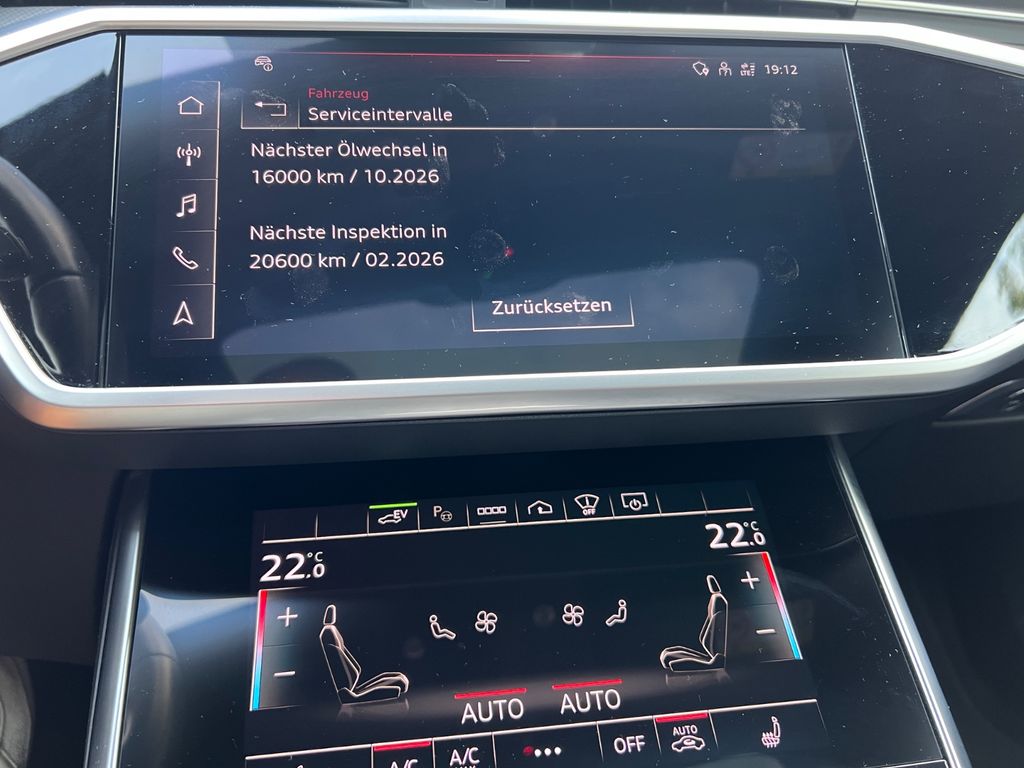 19:12
Fahrzeug
Serviceintervalle
Nächster Ölwechsel in
16000 km / 10.2026
Nächste Inspektion in
20600 km / 02.2026
Zurücksetzen
EV
P
OFF
22.0 °C
22.0 °C
+
+
−
−
AUTO
AUTO
A/C
A/C
OFF
AUTO